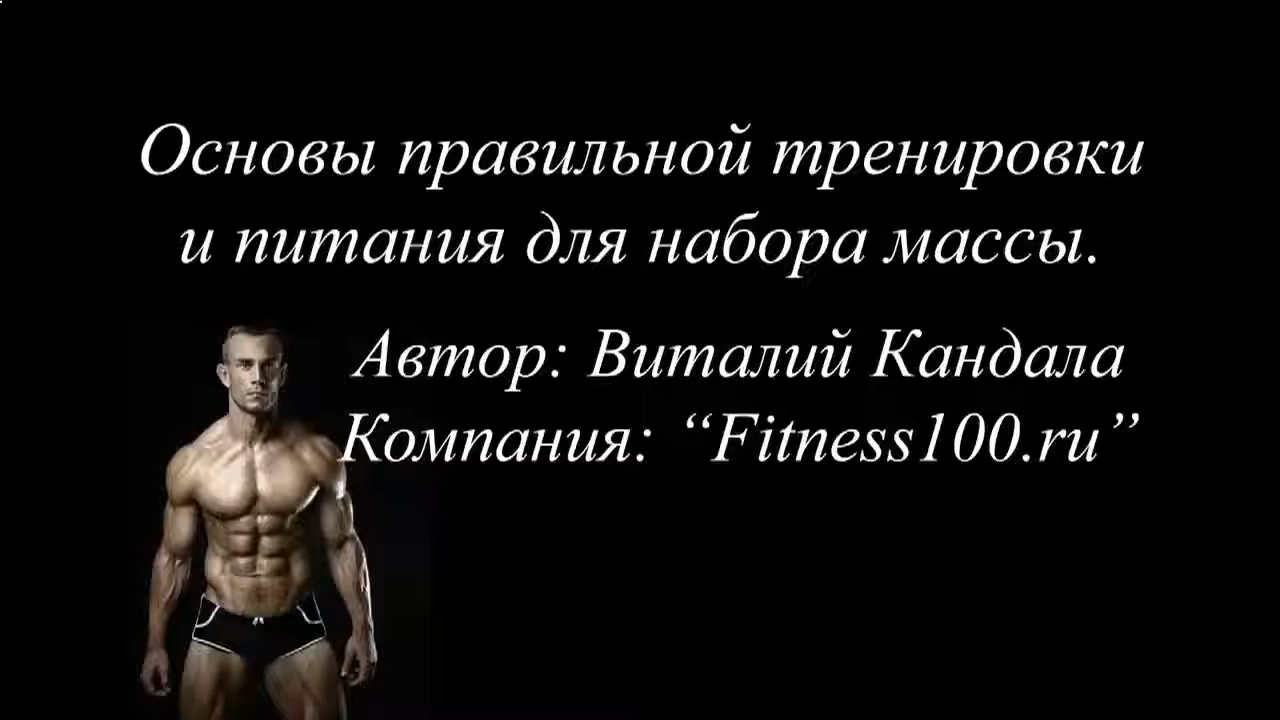 Основы правильной тренировки
и питания для набора массы.
Автор: Виталий Кандала
Компания: “Fitness100.ru”